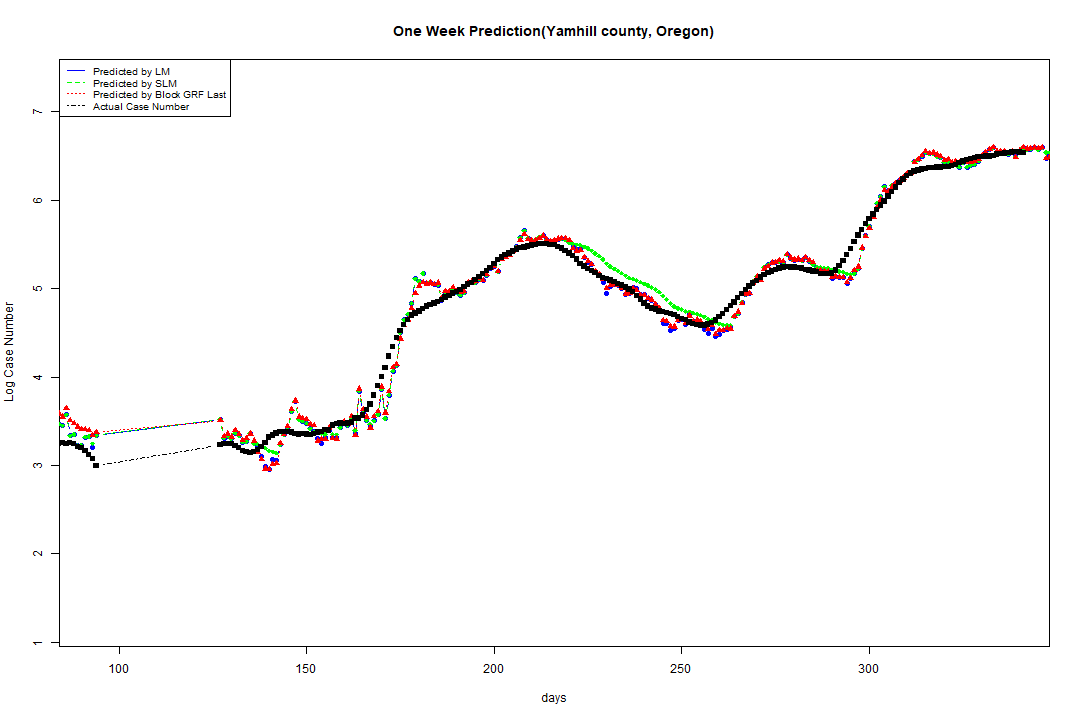 One Week Prediction(Yamhill county, Oregon)
Predicted by LM
Predicted by SLM
Predicted by Block GRF Last
Actual Case Number
7
6
5
4
3
2
1
Log Case Number
100 150 200 250 300
days